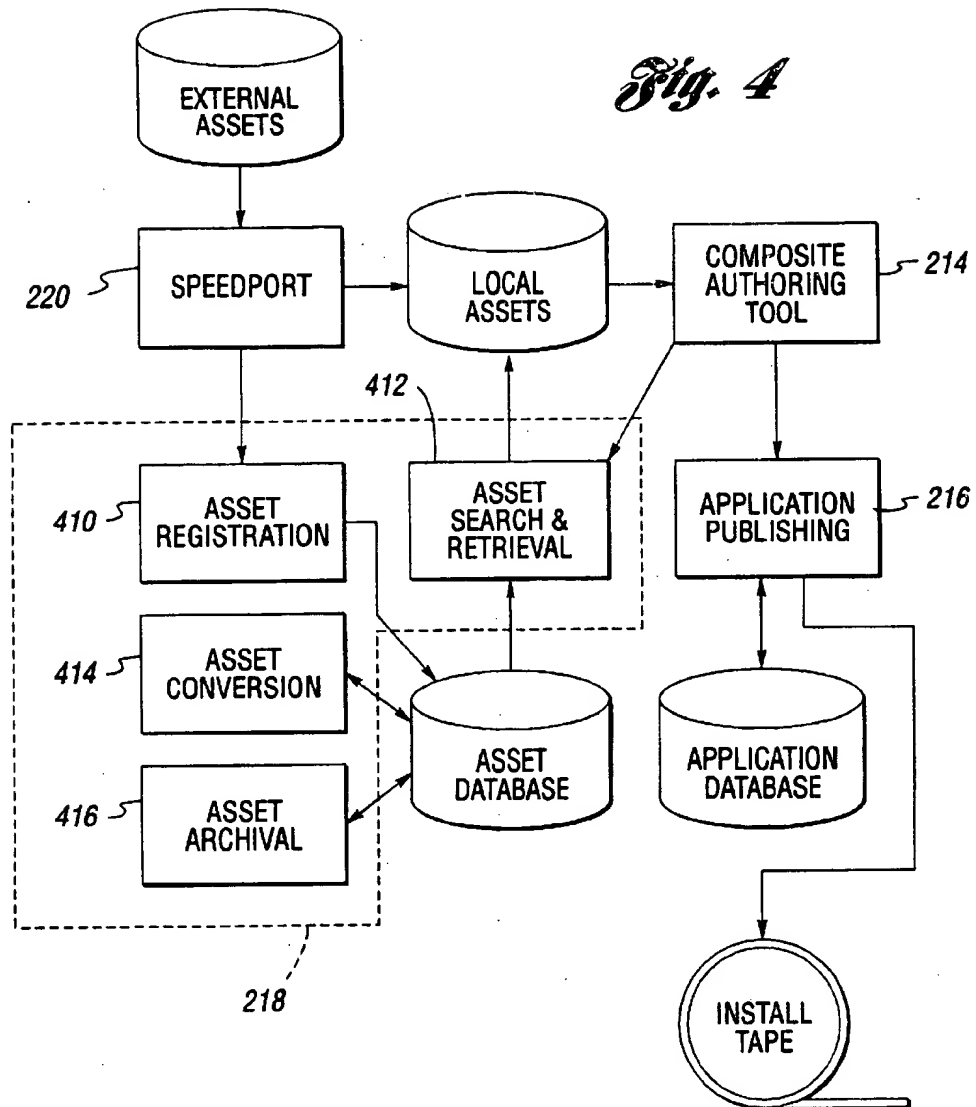 Fig. 4
EXTERNAL
ASSETS
220
SPEEDPORT
LOCAL
ASSETS
COMPOSITE
AUTHORING
TOOL
214
412
410
ASSET
REGISTRATION
ASSET
SEARCH &
RETRIEVAL
APPLICATION
PUBLISHING
216
414
ASSET
CONVERSION
416
ASSET
ARCHIVAL
ASSET
DATABASE
APPLICATION
DATABASE
218
INSTALL
TAPE